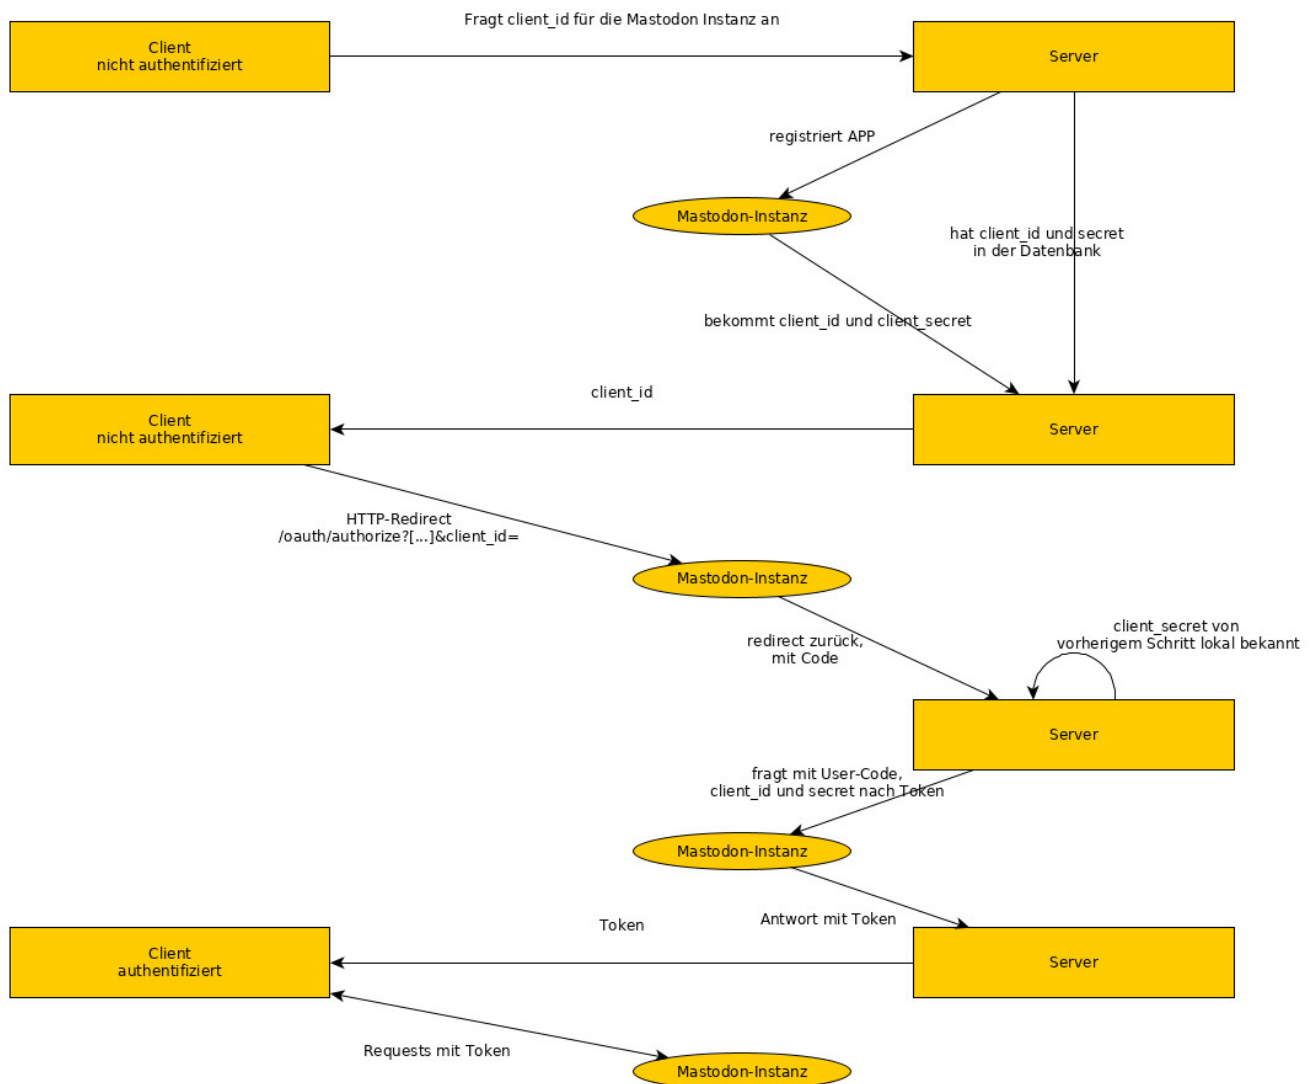 Fragt client_id für die Mastodon Instanz an
Client
nicht authentifiziert
Server
registriert APP
Mastodon-Instanz
hat client_id und secret
in der Datenbank
bekommt client_id und client_secret
client_id
Client
nicht authentifiziert
Server
HTTP-Redirect
/oauth/authorize?[...]&client_id=
Mastodon-Instanz
redirect zurück,
mit Code
client_secret von
vorherigem Schritt lokal bekannt
Server
fragt mit User-Code,
client_id und secret nach Token
Mastodon-Instanz
Antwort mit Token
Token
Client
authentifiziert
Server
Requests mit Token
Mastodon-Instanz